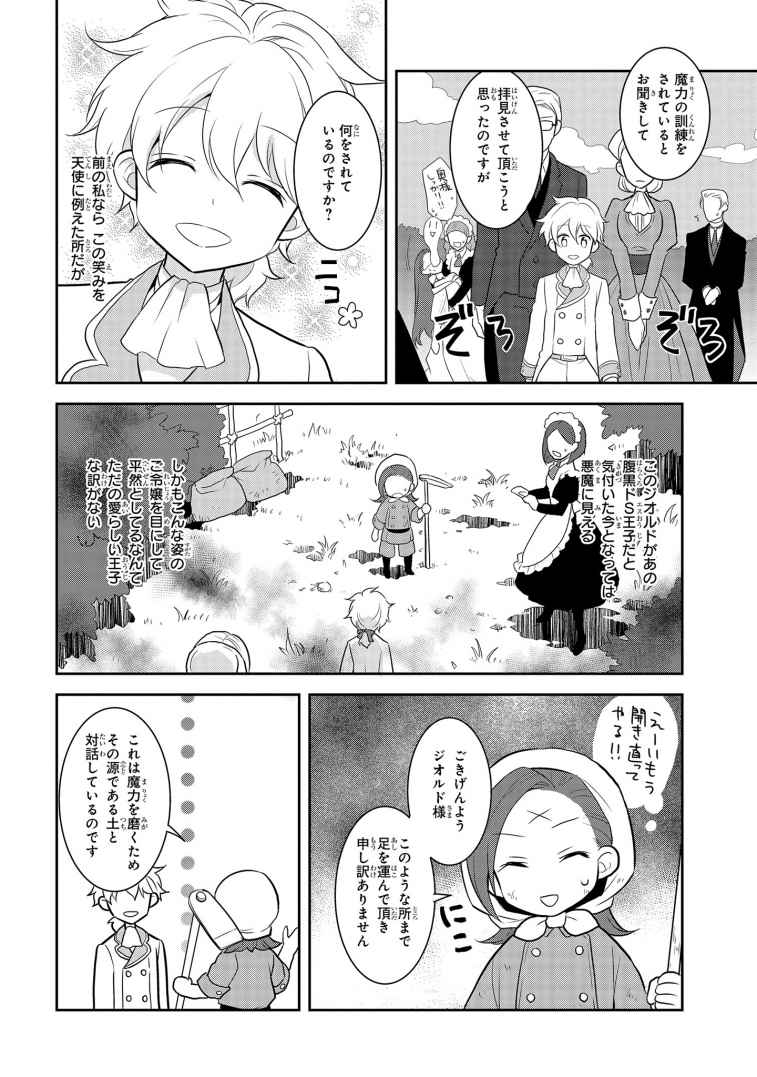 魔力の訓練を
されていると
お聞きして
拝見させて頂こうと
思ったのですが
奥様
しっかり!!
ぞろ
ぞろ
何をされて
いるのですか?
ニコ
前の私なら この笑みを
天使に例えた所だが
このジオルドがあの
腹黒ドS王子だと
気付いた今となっては
悪魔に見える
しかもこんな姿の
ご令嬢を目にして
平然としてるなんて
ただの愛らしい王子
な訳がない
えーいもう
開き直って
やる!!
ごきげんよう
ジオルド様
このような所まで
足を運んで頂き
申し訳ありません
にこ
これは魔力を磨くため
その源である土と
対話しているのです